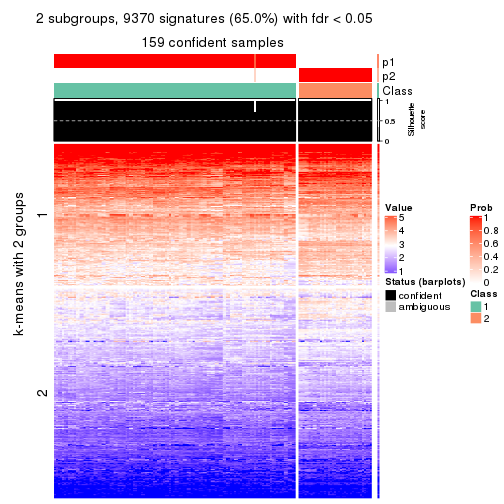 2 subgroups, 9370 signatures (65.0%) with fdr < 0.05
159 confident samples
p1
p2
Class
1
0.5
0
Silhouette
score
k-means with 2 groups
1
2
Value
5
4
3
2
1
Status (barplots)
confident
ambiguous
Prob
1
0.8
0.6
0.4
0.2
0
Class
1
2